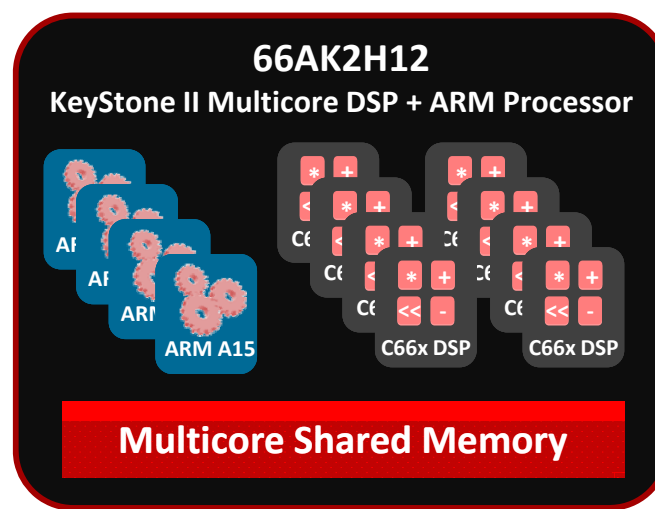 66AK2H12
KeyStone II Multicore DSP + ARM Processor
* +
* +
* +
* +
* +
* +
* +
<< -
* +
<< -
ARM A15
C66x DSP
C66x DSP
Multicore Shared Memory